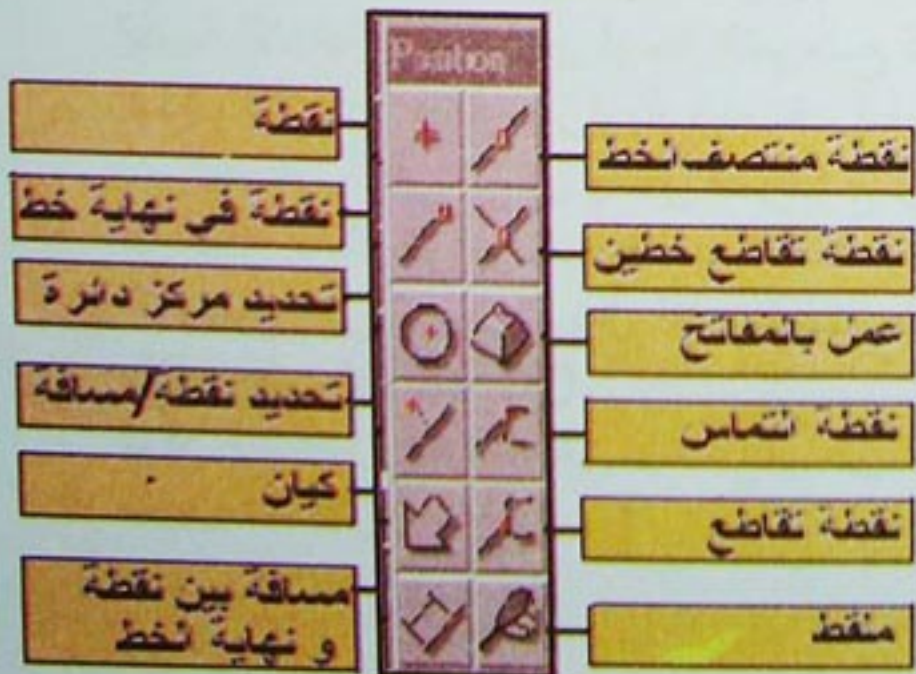 Position
نقطة
نقطة منتصف الخط
نقطة في نهاية خط
نقطة تقاطع خطين
تحديد مركز دائرة
عمل بالمفاتح
تحديد نقطة/مسافة
نقطة التماس
كيان
نقطة تقاطع
مسافة بين نقطة
و نهاية الخط
منقط